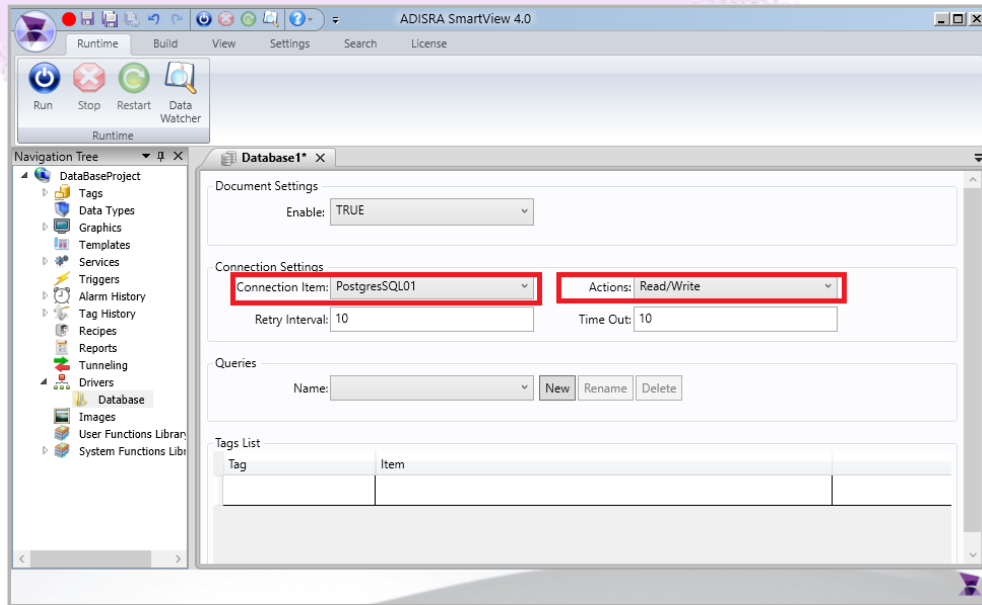 ADISRA SmartView 4.0
Runtime Build View Settings Search License
Run Stop Restart Data Watcher
Runtime
Navigation Tree
DataBaseProject
Tags
Data Types
Graphics
Templates
Services
Triggers
Alarm History
Tag History
Recipes
Reports
Tunneling
Drivers
Database
Images
User Functions Library
System Functions Libr
Database1*
Document Settings
Enable: TRUE
Connection Settings
Connection Item: PostgresSQL01 Actions: Read/Write
Retry Interval: 10 Time Out: 10
Queries
Name: New Rename Delete
Tags List
Tag Item